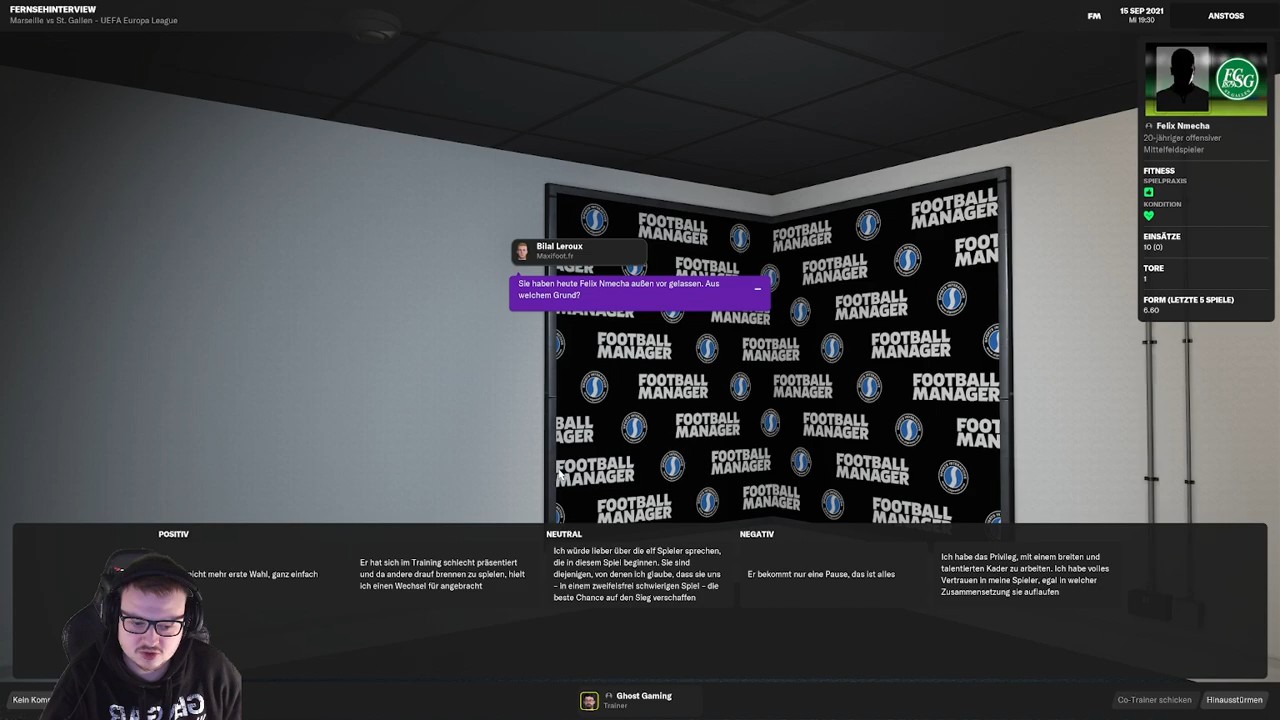 FERNSEHINTERVIEW
Marseille vs St. Gallen - UEFA Europa League
FM
15 SEP 2021
MI 19:30
ANSTOSS
FCSG
Felix Nmecha
20-jähriger offensiver
Mittelfeldspieler
FITNESS
SPIELPRAXIS
KONDITION
EINSÄTZE
10 (0)
TORE
1
FORM (LETZTE 5 SPIELE)
6.60
Bilal Leroux
Maxifoot.fr
Sie haben heute Felix Nmecha außen vor gelassen. Aus
welchem Grund?
FOOTBALL
MANAGER
POSITIV
nicht mehr erste Wahl, ganz einfach
Er hat sich im Training schlecht präsentiert
und da andere drauf brennen zu spielen, hielt
ich einen Wechsel für angebracht
NEUTRAL
Ich würde lieber über die elf Spieler sprechen,
die in diesem Spiel beginnen. Sie sind
diejenigen, von denen ich glaube, dass sie uns
– in einem zweifelsfrei schwierigen Spiel – die
beste Chance auf den Sieg verschaffen
NEGATIV
Er bekommt nur eine Pause, das ist alles
Ich habe das Privileg, mit einem breiten und
talentierten Kader zu arbeiten. Ich habe volles
Vertrauen in meine Spieler, egal in welcher
Zusammensetzung sie auflaufen
Kein Kom
Ghost Gaming
Trainer
Co-Trainer schicken
Hinausstürmen